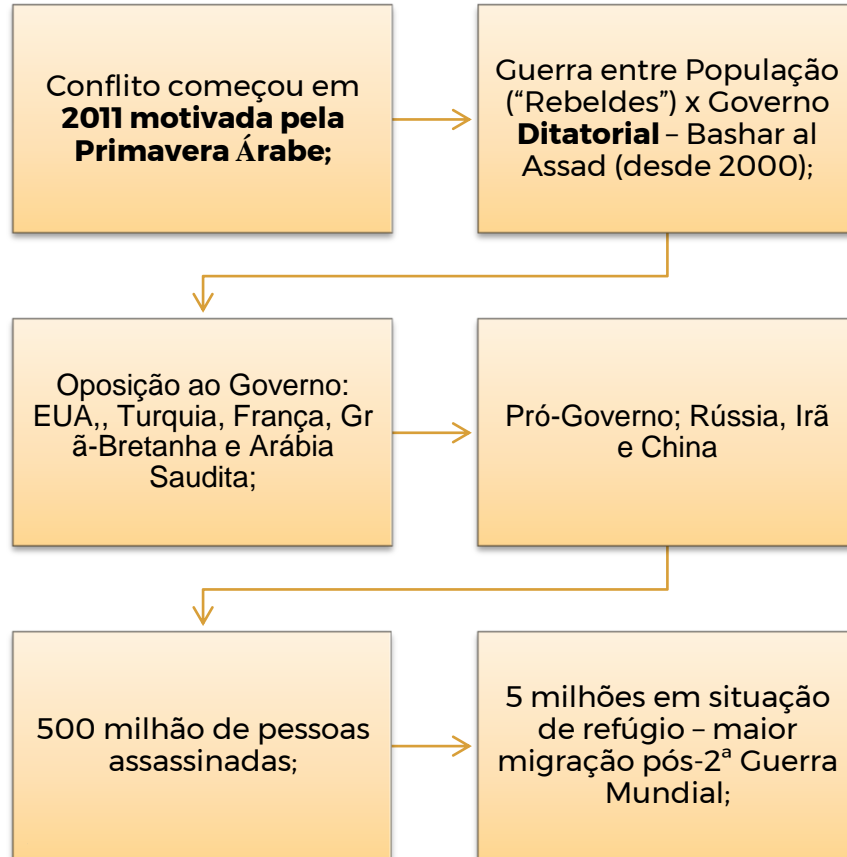 Conflito começou em
2011 motivada pela
Primavera Árabe;
Guerra entre População
(“Rebeldes”) x Governo
Ditatorial – Bashar al
Assad (desde 2000);
Oposição ao Governo:
EUA,, Turquia, França, Gr
ã-Bretanha e Arábia
Saudita;
Pró-Governo; Rússia, Irã
e China
500 milhão de pessoas
assassinadas;
5 milhões em situação
de refúgio – maior
migração pós-2ª Guerra
Mundial;